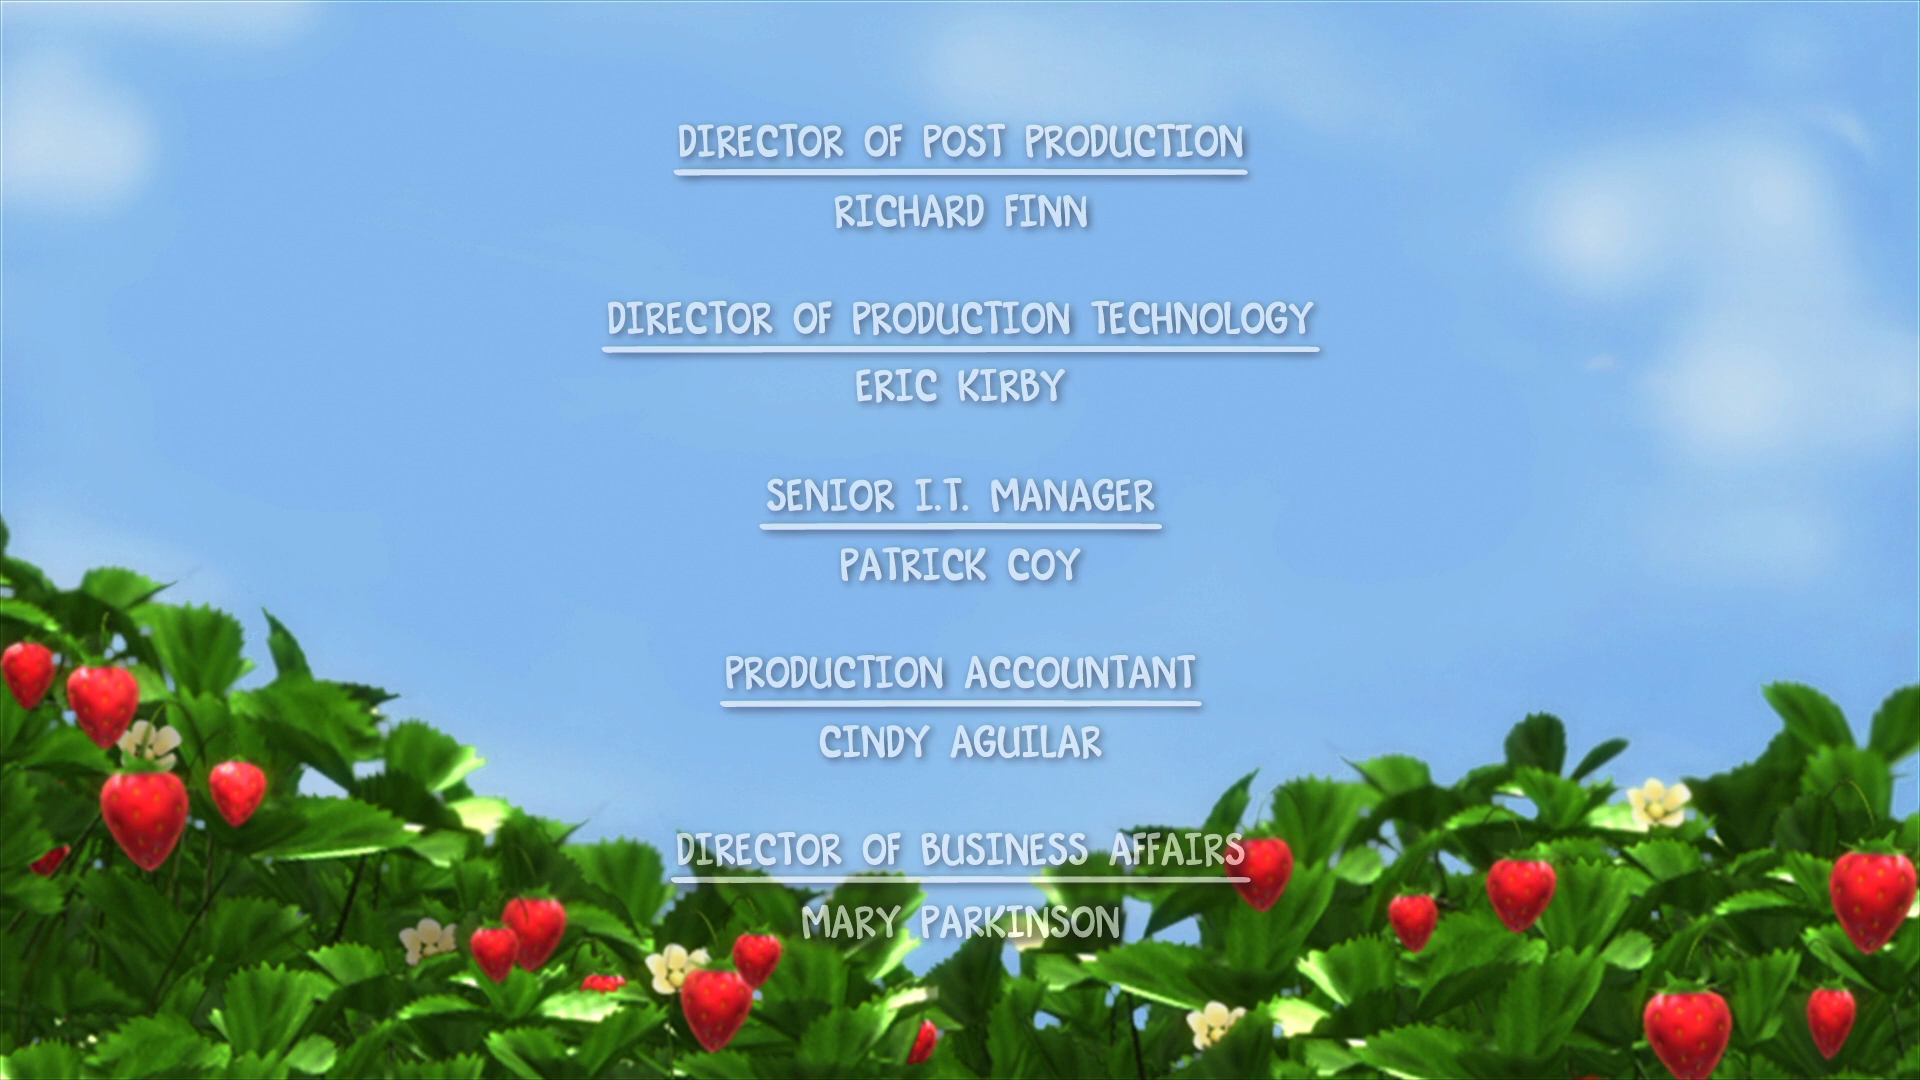 DIRECTOR OF POST PRODUCTION
RICHARD FINN
DIRECTOR OF PRODUCTION TECHNOLOGY
ERIC KIRBY
SENIOR I.T. MANAGER
PATRICK COY
PRODUCTION ACCOUNTANT
CINDY AGUILAR
DIRECTOR OF BUSINESS AFFAIRS
MARY PARKINSON